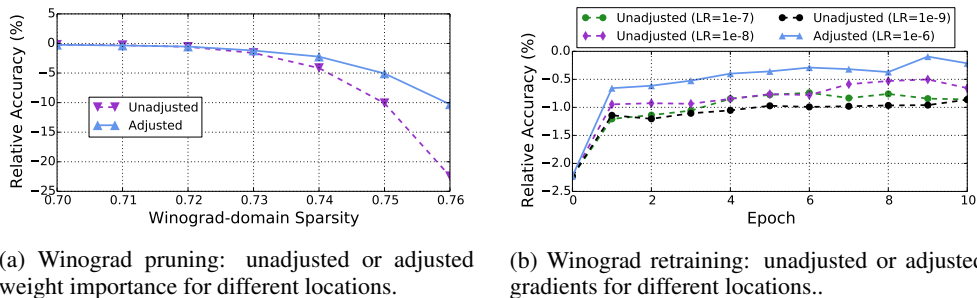 Relative Accuracy (%)
5
0
−5
−10
−15
−20
−25
Unadjusted
Adjusted
0.70 0.71 0.72 0.73 0.74 0.75 0.76
Winograd-domain Sparsity
(a) Winograd pruning: unadjusted or adjusted
weight importance for different locations.
Unadjusted (LR=1e-7)
Unadjusted (LR=1e-8)
Unadjusted (LR=1e-9)
Adjusted (LR=1e-6)
Relative Accuracy (%)
0.0
−0.5
−1.0
−1.5
−2.0
−2.5
0 2 4 6 8 10
Epoch
(b) Winograd retraining: unadjusted or adjusted
gradients for different locations..